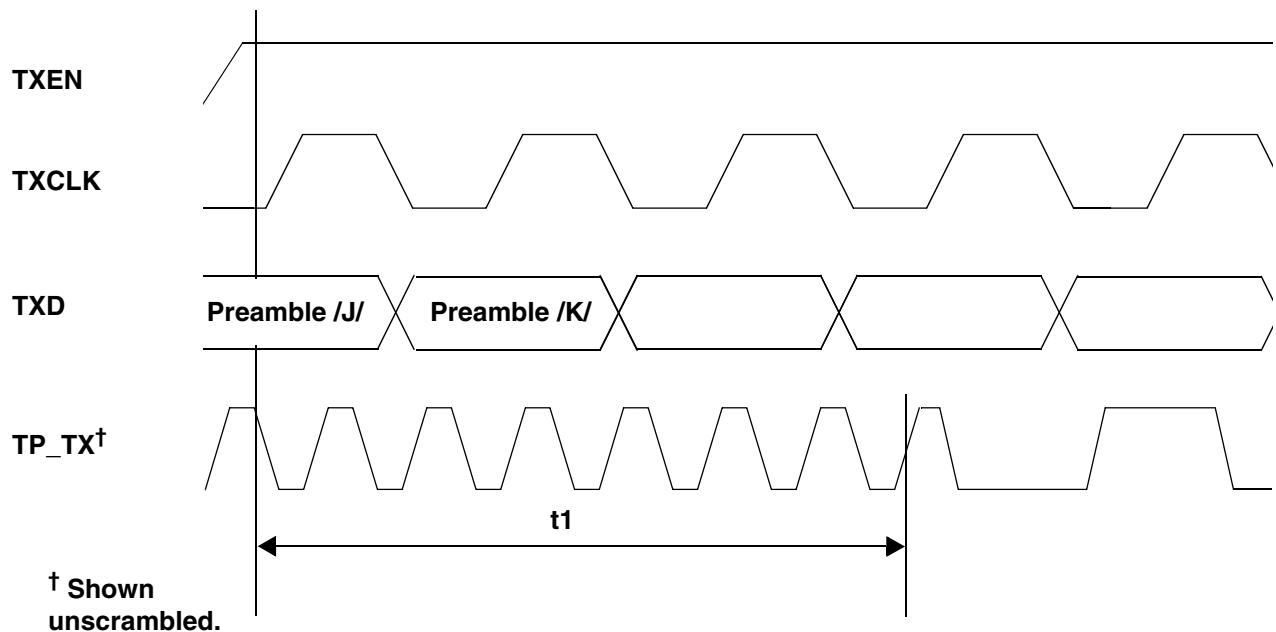 TXEN
TXCLK
TXD
Preamble /J/ Preamble /K/
TP_TX†
t1
† Shown
unscrambled.